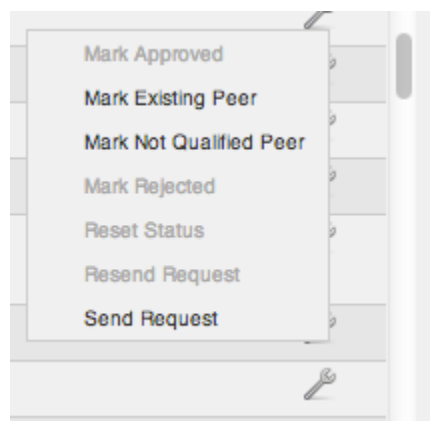 Mark Approved
Mark Existing Peer
Mark Not Qualified Peer
Mark Rejected
Reset Status
Resend Request
Send Request